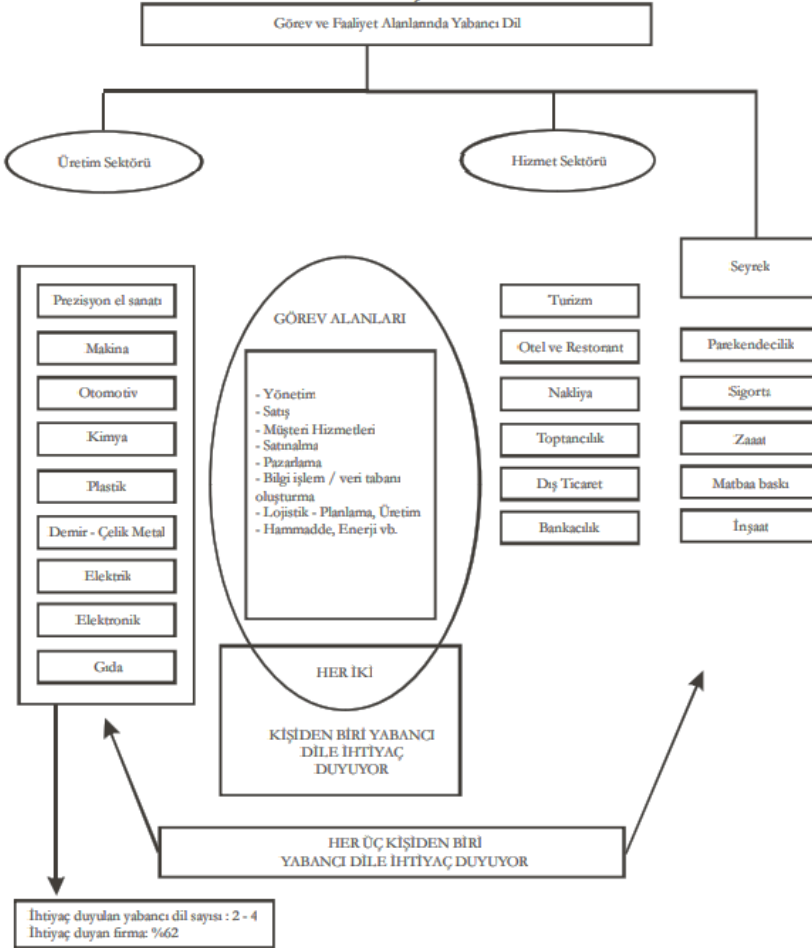 Görev ve Faaliyet Alanlarında Yabancı Dil
Üretim Sektörü
Hizmet Sektörü
Seyrek
Prezisyon el sanatı
Makina
Otomotiv
Kimya
Plastik
Demir - Çelik Metal
Elektrik
Elektronik
Gıda
GÖREV ALANLARI
- Yönetim
- Satış
- Müşteri Hizmetleri
- Satınalma
- Pazarlama
- Bilgi işlem / veri tabanı
oluşturma
- Lojistik - Planlama, Üretim
- Hammadde, Enerji vb.
Turizm
Otel ve Restorant
Nakliya
Toptancılık
Dış Ticaret
Bankacılık
Parekendecilik
Sigorta
Zaaat
Matbaa baskı
İnşaat
HER İKİ
KİŞİDEN BİRİ YABANCI
DİLE İHTİYAÇ
DUYUYOR
HER ÜÇ KİŞİDEN BİRİ
YABANCI DİLE İHTİYAÇ DUYUYOR
İhtiyaç duyulan yabancı dil sayısı : 2 - 4
İhtiyaç duyan firma: %62